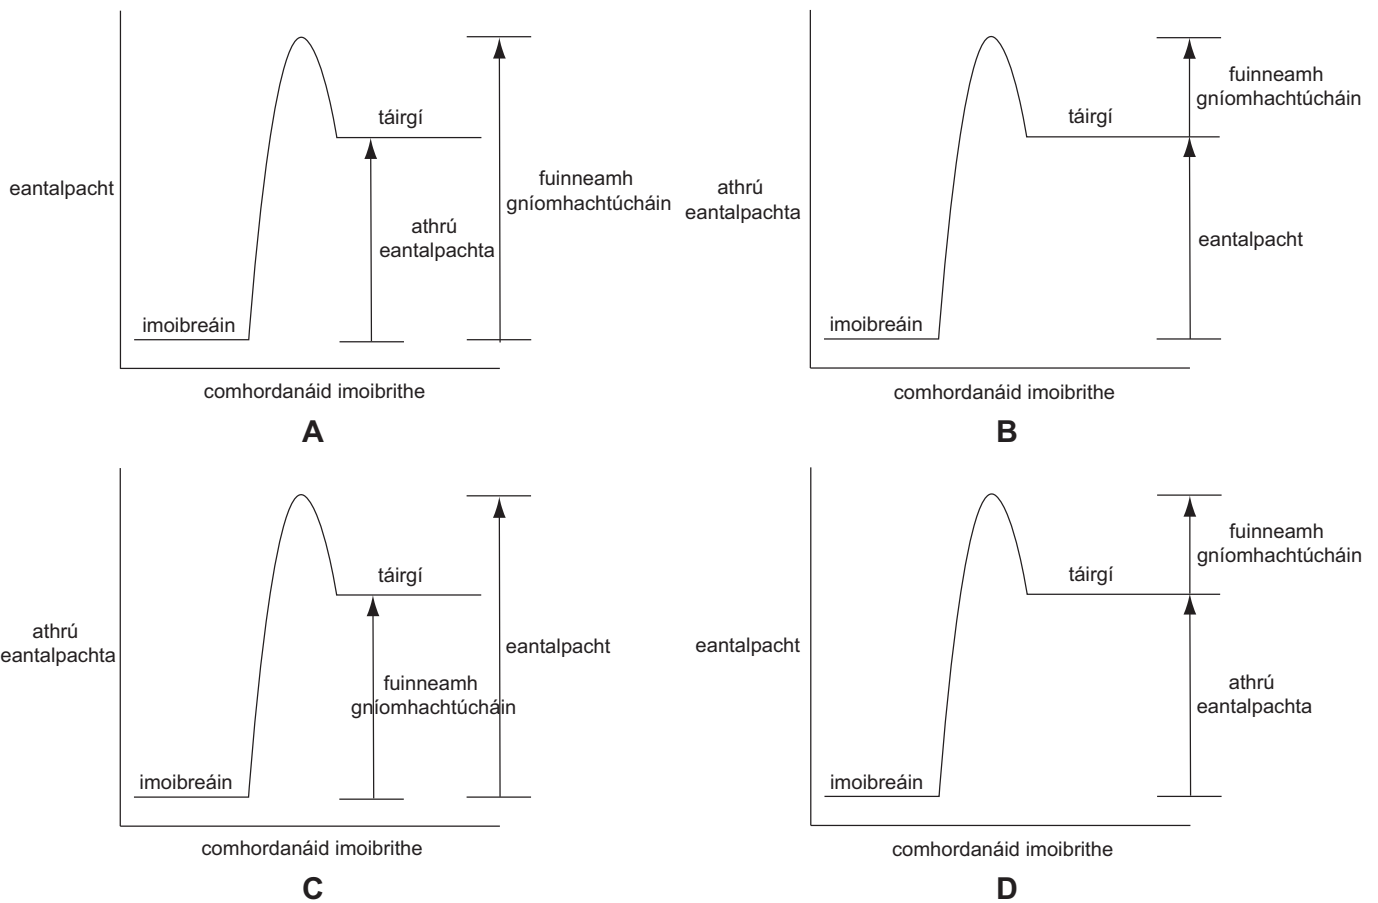 táirgí
eantalpacht
fuinneamh
gníomhachtúcháin
athrú
eantalpachta
imoibreáin
comhordanáid imoibrithe
A
fuinneamh
gníomhachtúcháin
táirgí
athrú
eantalpachta
eantalpacht
imoibreáin
comhordanáid imoibrithe
B
táirgí
athrú
eantalpachta
eantalpacht
fuinneamh
gníomhachtúcháin
imoibreáin
comhordanáid imoibrithe
C
fuinneamh
gníomhachtúcháin
táirgí
eantalpacht
athrú
eantalpachta
imoibreáin
comhordanáid imoibrithe
D